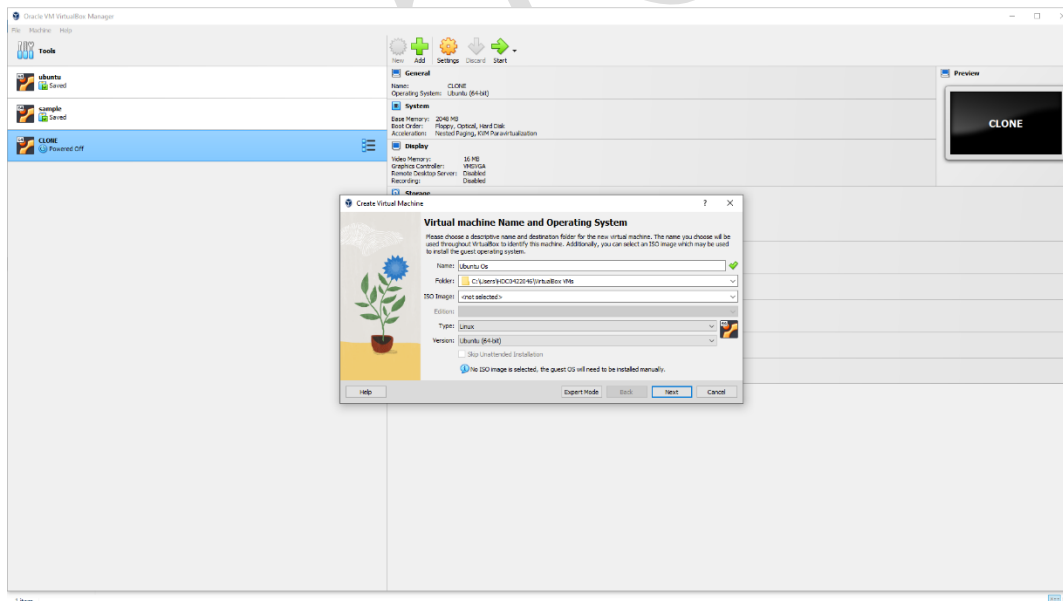 Oracle VM VirtualBox Manager
File Machine Help
Tools
New Add Settings Discard Start
ubuntu
Saved
sample
Saved
CLONE
Powered Off
General
Name: CLONE
Operating System: Ubuntu (64-bit)
System
Base Memory: 2048 MB
Boot Order: Floppy, Optical, Hard Disk
Acceleration: Nested Paging, KVM Paravirtualization
Display
Video Memory: 16 MB
Graphics Controller: VMSVGA
Remote Desktop Server: Disabled
Recording: Disabled
Storage
Preview
CLONE
Create Virtual Machine ?
Virtual machine Name and Operating System
Please choose a descriptive name and destination folder for the new virtual machine. The name you choose will be
used throughout VirtualBox to identify this machine. Additionally, you can select an ISO image which may be used
to install the guest operating system.
Name: Ubuntu Os
Folder: C:\Users\HDC0422046\VirtualBox VMs
ISO Image: <not selected>
Edition:
Type: Linux
Version: Ubuntu (64-bit)
Skip Unattended Installation
No ISO image is selected, the guest OS will need to be installed manually.
Help Expert Mode Back Next Cancel